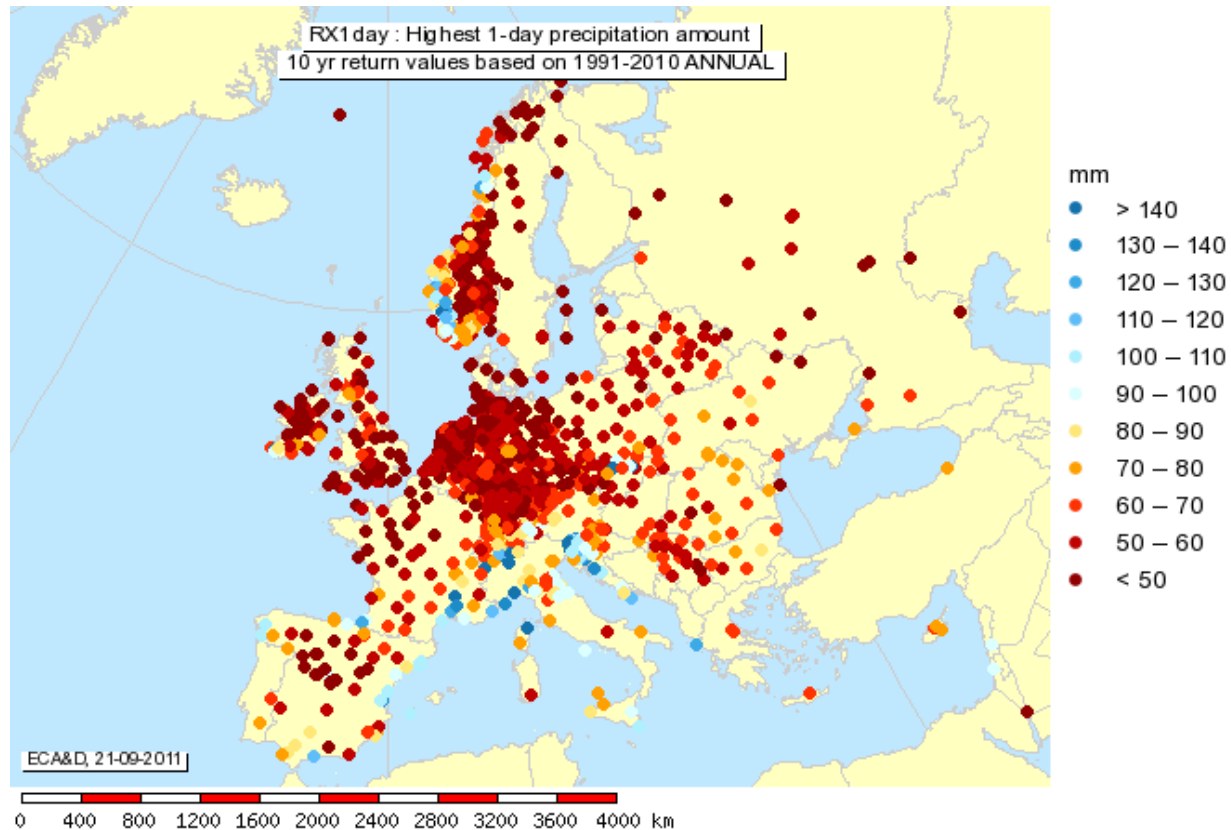 RX1day : Highest 1-day precipitation amount
10 yr return values based on 1991-2010 ANNUAL
mm
> 140
130 – 140
120 – 130
110 – 120
100 – 110
90 – 100
80 – 90
70 – 80
60 – 70
50 – 60
< 50
ECA&D, 21-09-2011
0 400 800 1200 1600 2000 2400 2800 3200 3600 4000 km